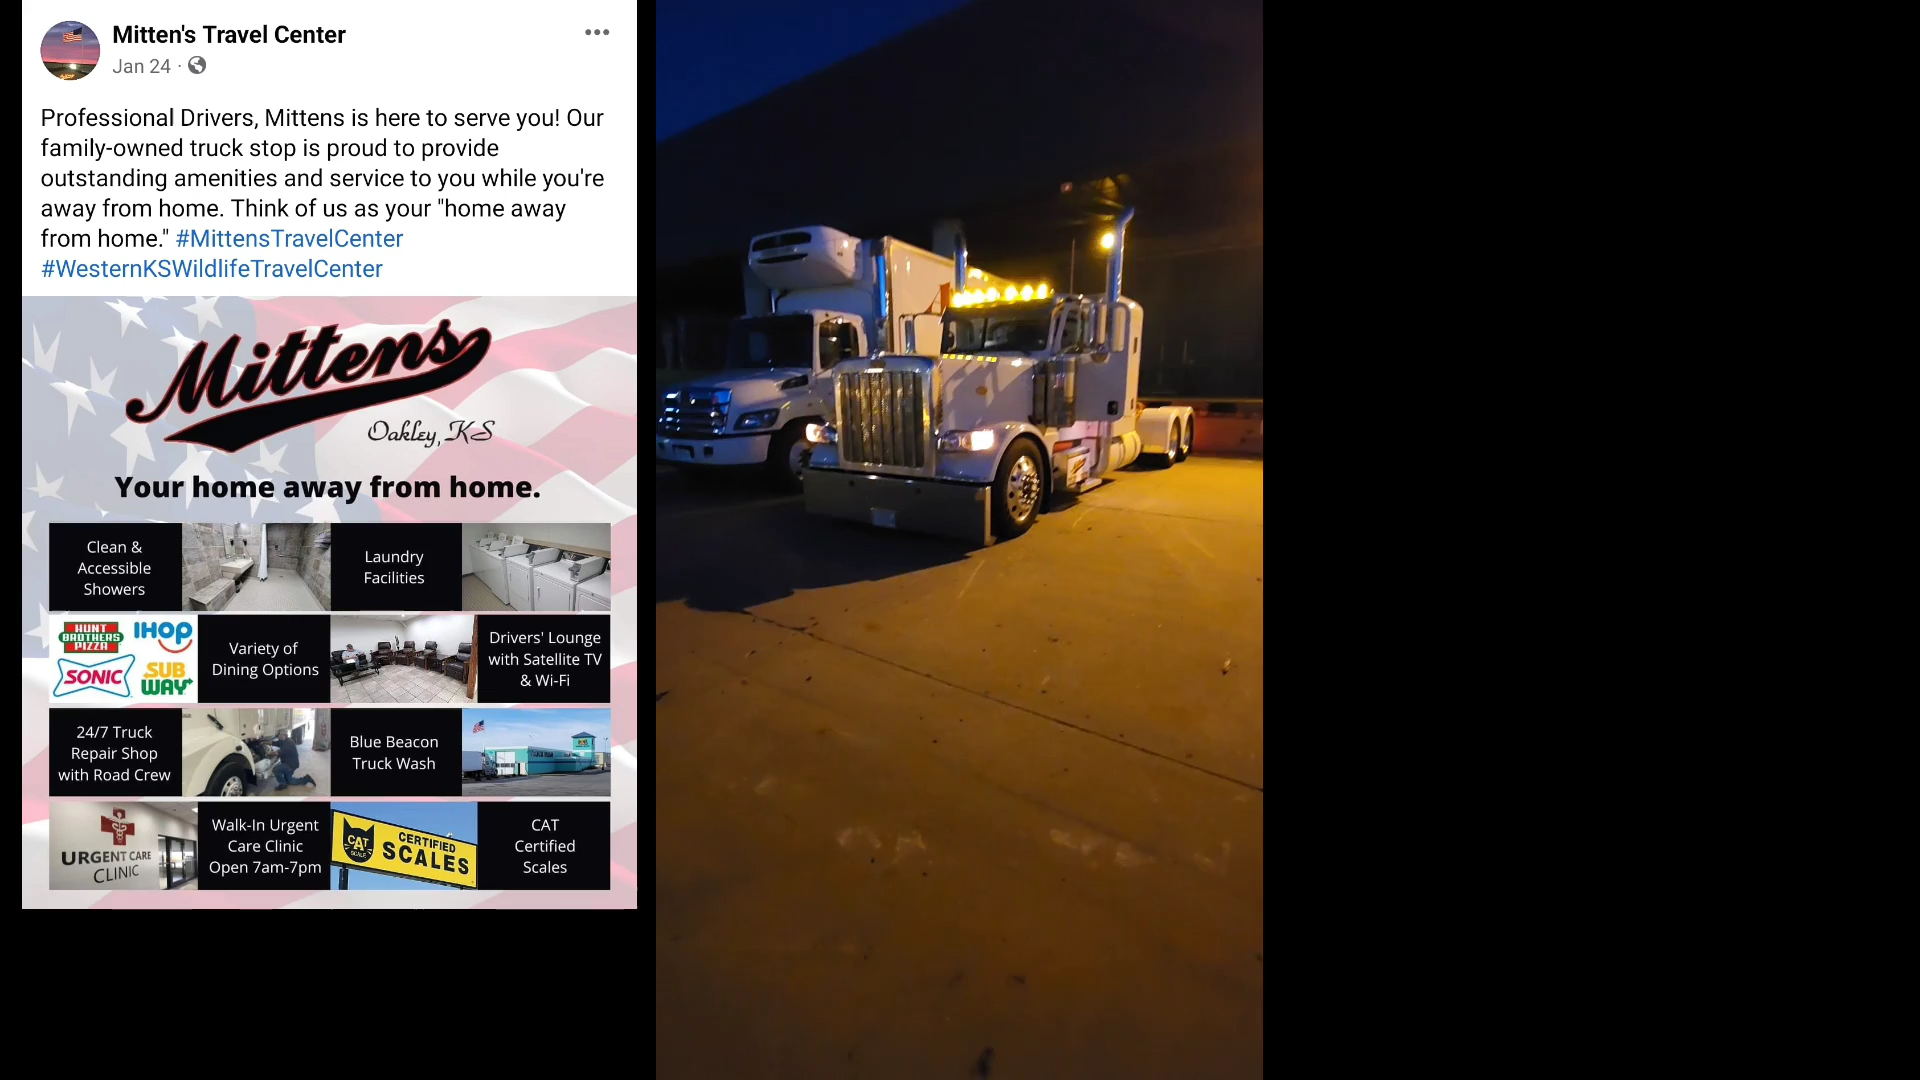 Mitten's Travel Center
Jan 24 ·
Professional Drivers, Mittens is here to serve you! Our
family-owned truck stop is proud to provide
outstanding amenities and service to you while you're
away from home. Think of us as your "home away
from home." #MittensTravelCenter
#WesternKSWildlifeTravelCenter
Mittens
Oakley, KS
Your home away from home.
Clean &
Accessible
Showers
Laundry
Facilities
HUNT
BROTHERS
PIZZA
IHOP
SONIC
SUB
WAY
Variety of
Dining Options
Drivers' Lounge
with Satellite TV
& Wi-Fi
24/7 Truck
Repair Shop
with Road Crew
Blue Beacon
Truck Wash
URGENT CARE
CLINIC
Walk-In Urgent
Care Clinic
Open 7am-7pm
CAT
SCALE
CERTIFIED
SCALES
CAT
Certified
Scales